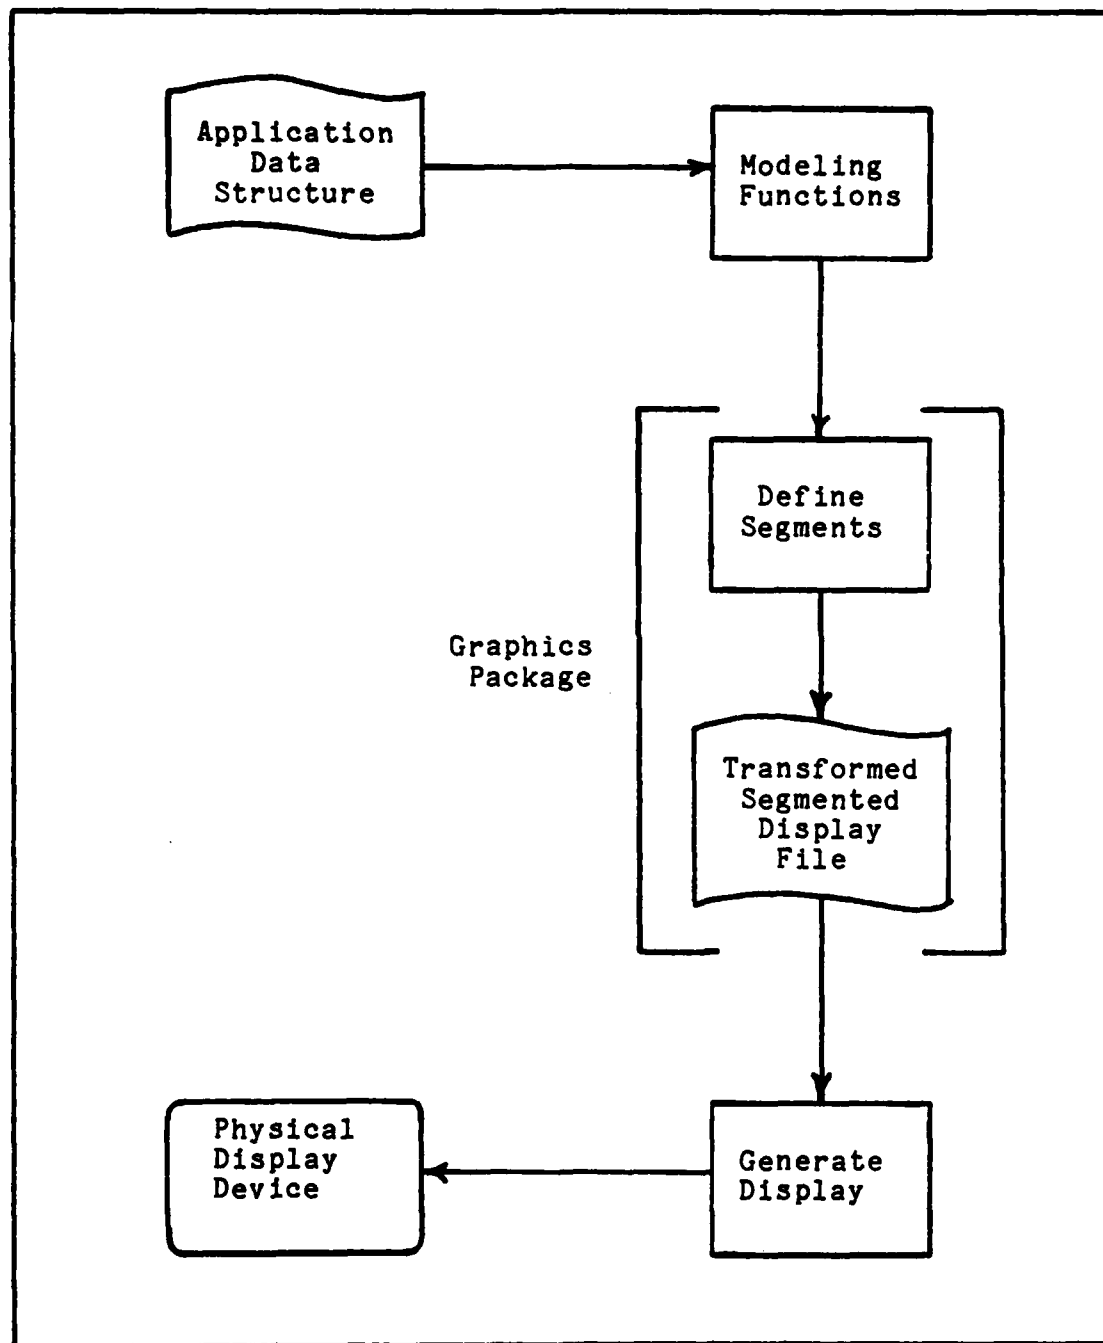 Application
Data
Structure
Modeling
Functions
Define
Segments
Graphics
Package
Transformed
Segmented
Display
File
Physical
Display
Device
Generate
Display